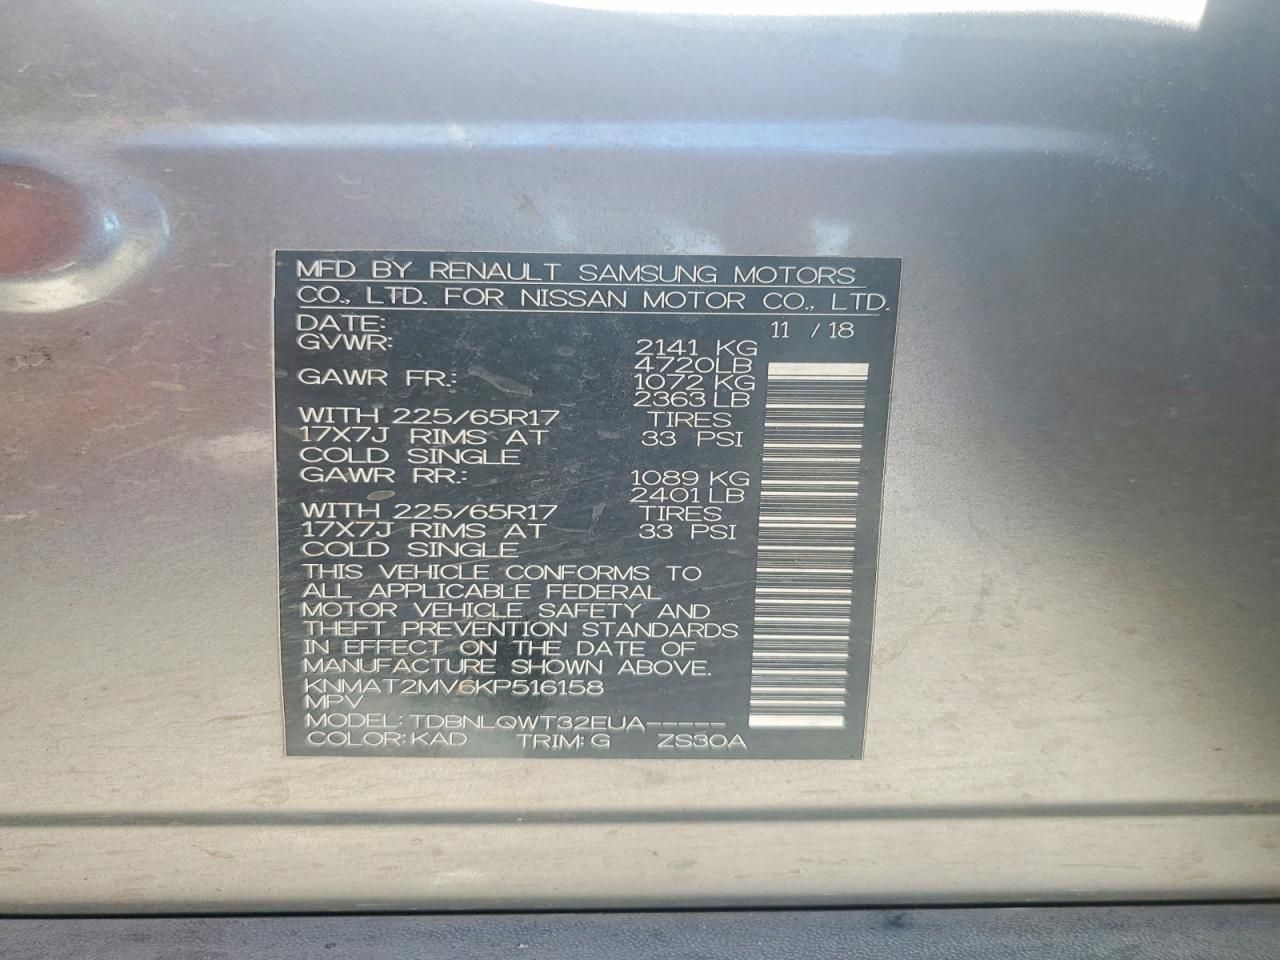 MFD BY RENAULT SAMSUNG MOTORS
CO., LTD. FOR NISSAN MOTOR CO., LTD.
DATE: 11 / 18
GVWR: 2141 KG
4720LB
GAWR FR.: 1072 KG
2363 LB
WITH 225/65R17 TIRES
17X7J RIMS AT 33 PSI
COLD SINGLE
GAWR RR.: 1089 KG
2401 LB
WITH 225/65R17 TIRES
17X7J RIMS AT 33 PSI
COLD SINGLE
THIS VEHICLE CONFORMS TO
ALL APPLICABLE FEDERAL
MOTOR VEHICLE SAFETY AND
THEFT PREVENTION STANDARDS
IN EFFECT ON THE DATE OF
MANUFACTURE SHOWN ABOVE.
KNMAT2MV6KP516158
MPV
MODEL: TDBNLQWT32EUA------
COLOR: KAD TRIM: G ZS30A